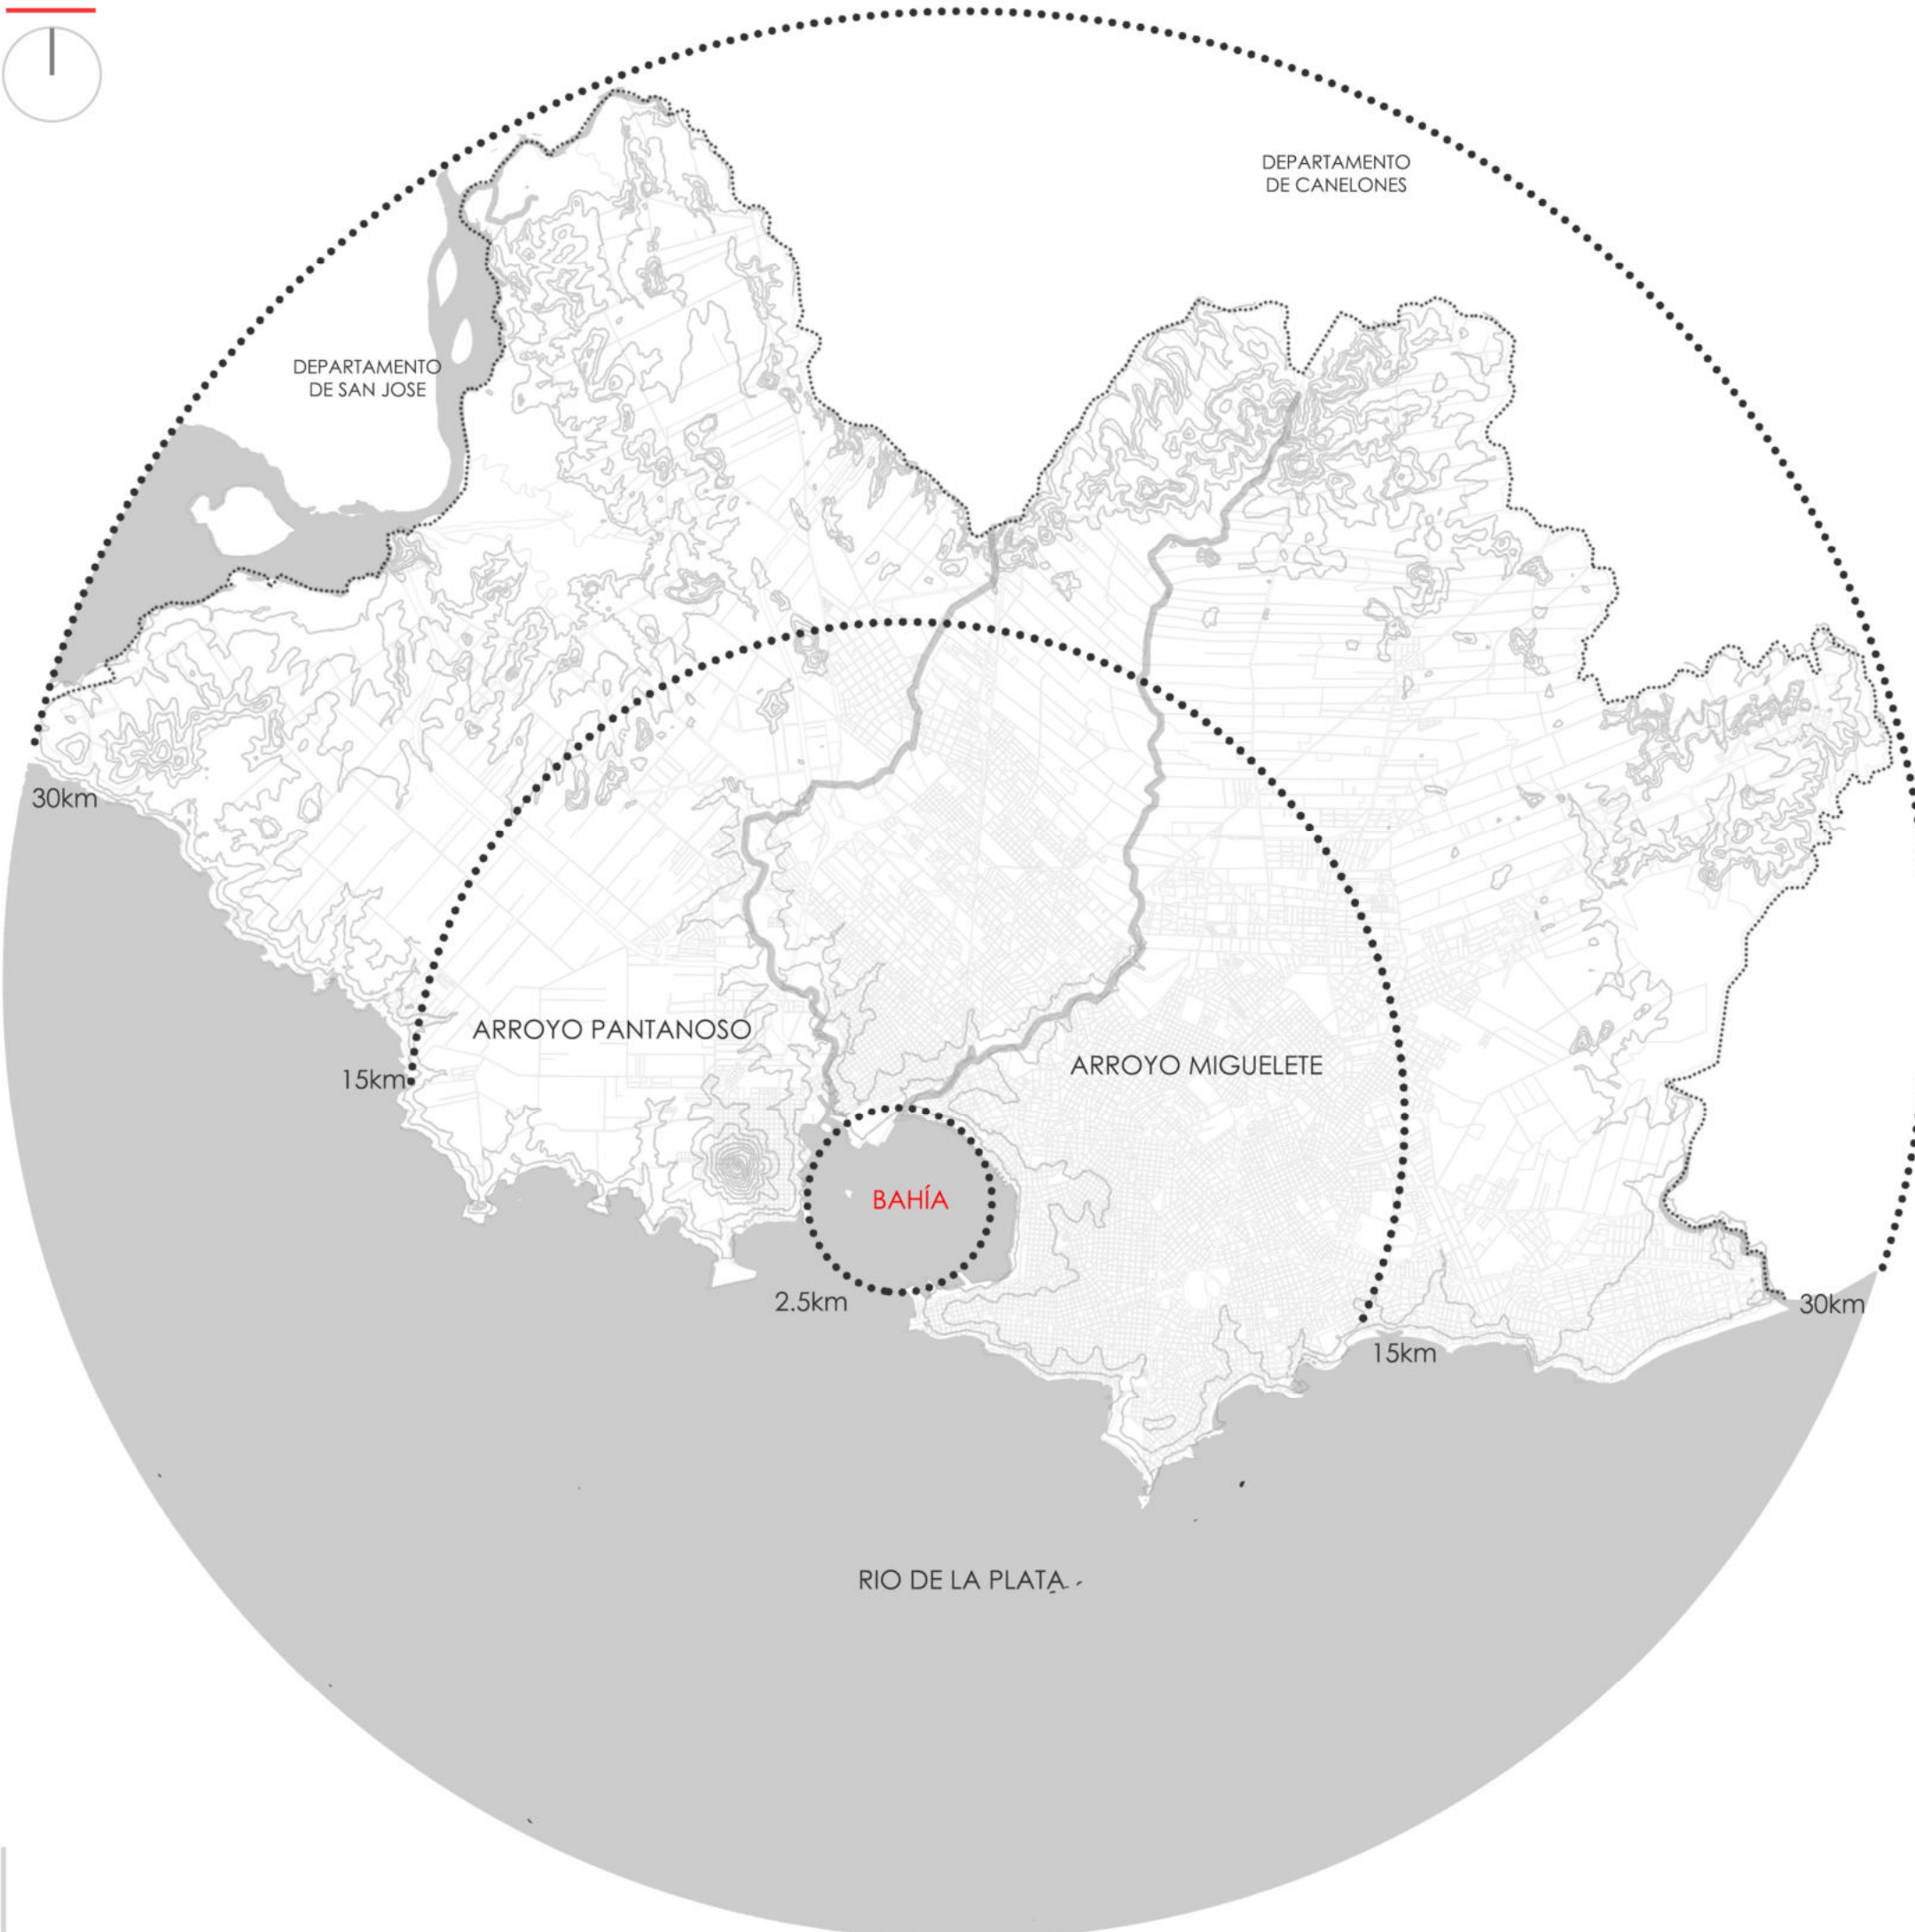 DEPARTAMENTO
DE CANELONES
DEPARTAMENTO
DE SAN JOSE
30km
ARROYO PANTANOSO
ARROYO MIGUELETE
15km
BAHÍA
2.5km
30km
15km
RIO DE LA PLATA